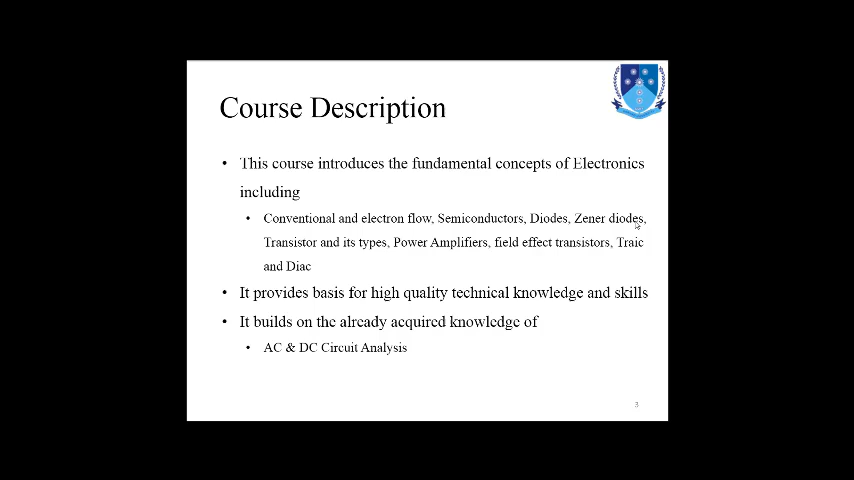 Course Description
• This course introduces the fundamental concepts of Electronics
including
• Conventional and electron flow, Semiconductors, Diodes, Zener diodes,
Transistor and its types, Power Amplifiers, field effect transistors, Traic
and Diac
• It provides basis for high quality technical knowledge and skills
• It builds on the already acquired knowledge of
• AC & DC Circuit Analysis
3